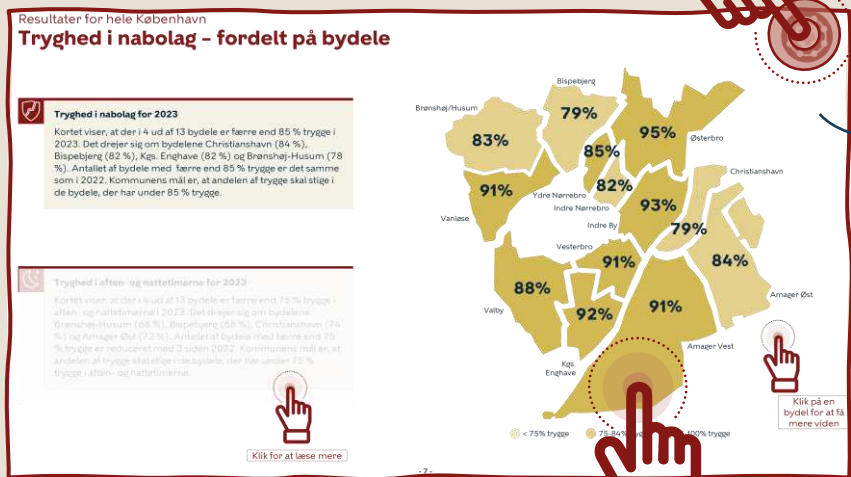 Resultater for hele København
Tryghed i nabolag – fordelt på bydele
Tryghed i nabolag for 2023
Kortet viser, at der i 4 ud af 13 bydele er færre end 85 % trygge i
2023. Det drejer sig om bydelene Christianshavn (84 %),
Bispebjerg (82 %), Kgs. Enghave (82 %) og Brønshøj-Husum (78
%). Antallet af bydele med færre end 85 % trygge er det samme
som i 2022. Kommunens mål er, at andelen af trygge skal stige i
de bydele, der har under 85 % trygge.
Tryghed i aften- og nattetimerne for 2023
Kortet viser, at der i 4 ud af 13 bydele er færre end 75 % trygge i
aften- og nattetimerne i 2023. Det drejer sig om bydelene
Brønshøj-Husum (68 %), Bispebjerg (68 %), Christianshavn (74
%) og Amager Øst (72 %). Antallet af bydele med færre end 75
% trygge er reduceret med 3 siden 2022. Kommunens mål er, at
andelen af trygge skal stige i de bydele, der har under 75 %
trygge i aften- og nattetimerne.
Klik for at læse mere
Bispebjerg
Brønshøj/Husum
79%
83%
95%
Østerbro
85%
Christianshavn
91%
82%
Ydre Nørrebro
Indre Nørrebro
93%
Vanløse
Indre By
79%
Vesterbro
91%
84%
88%
91%
Valby
92%
Amager Øst
Amager Vest
Kgs.
Enghave
Klik på en
bydel for at få
mere viden
< 75% trygge
75-84%
100% trygge
- 7 -